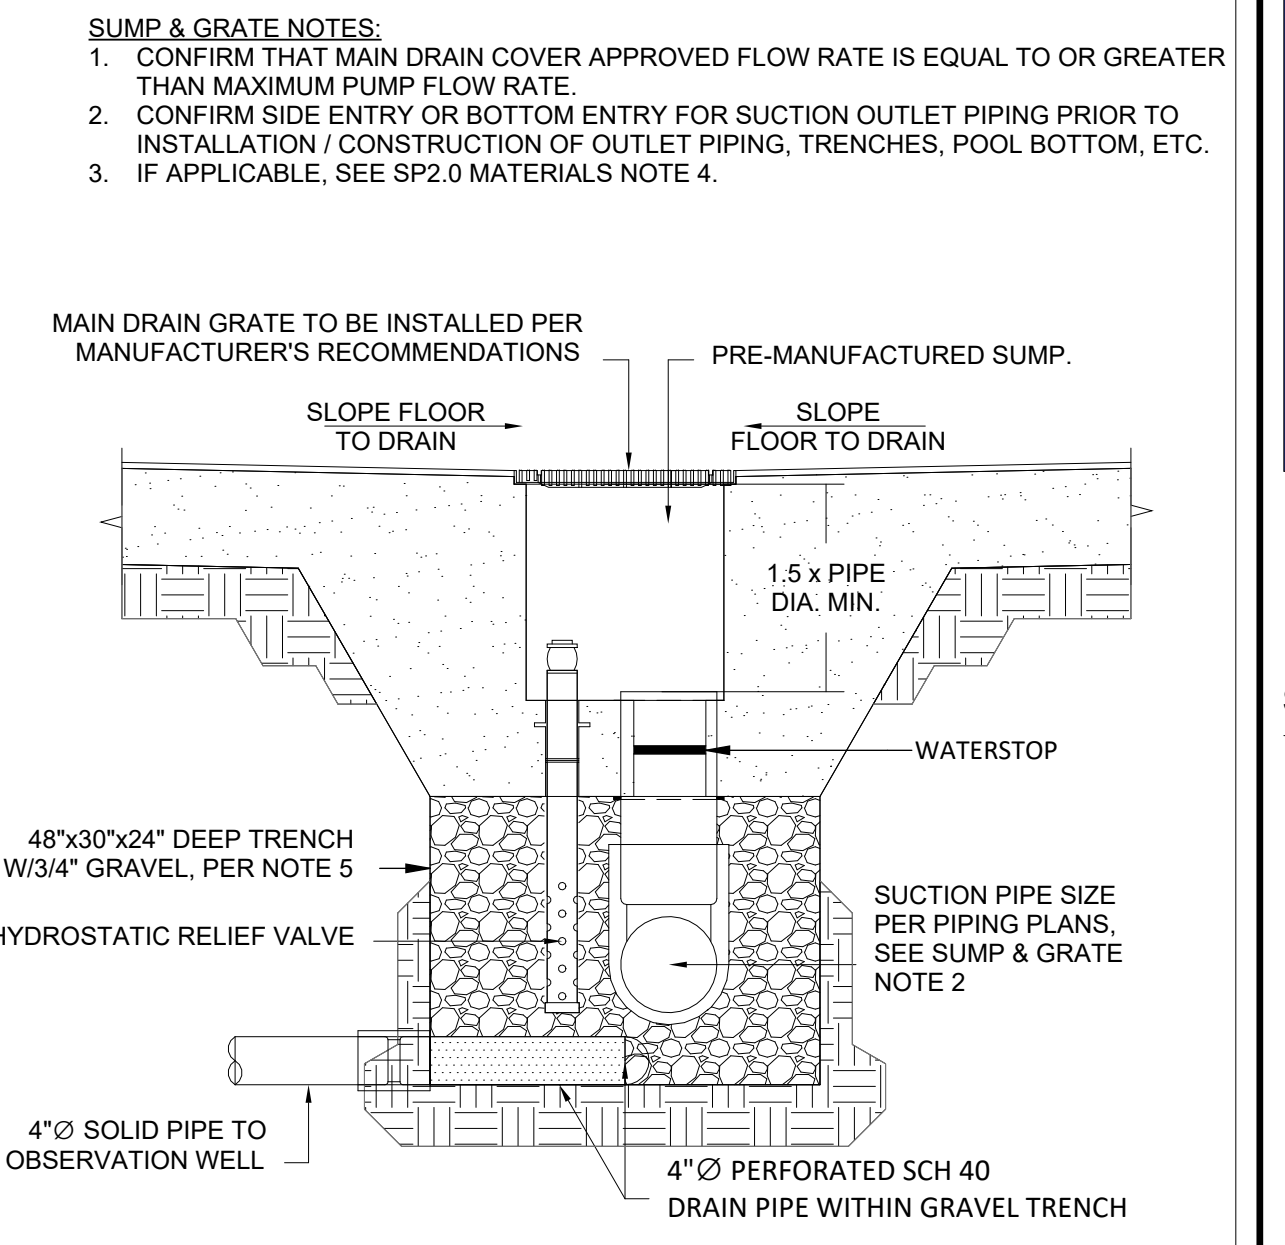 SUMP & GRATE NOTES:
1. CONFIRM THAT MAIN DRAIN COVER APPROVED FLOW RATE IS EQUAL TO OR GREATER
THAN MAXIMUM PUMP FLOW RATE.
2. CONFIRM SIDE ENTRY OR BOTTOM ENTRY FOR SUCTION OUTLET PIPING PRIOR TO
INSTALLATION / CONSTRUCTION OF OUTLET PIPING, TRENCHES, POOL BOTTOM, ETC.
3. IF APPLICABLE, SEE SP2.0 MATERIALS NOTE 4.
MAIN DRAIN GRATE TO BE INSTALLED PER
MANUFACTURER'S RECOMMENDATIONS
PRE-MANUFACTURED SUMP.
SLOPE FLOOR
TO DRAIN
SLOPE
FLOOR TO DRAIN
1.5 x PIPE
DIA. MIN.
WATERSTOP
48"x30"x24" DEEP TRENCH
W/3/4" GRAVEL, PER NOTE 5
HYDROSTATIC RELIEF VALVE
SUCTION PIPE SIZE
PER PIPING PLANS,
SEE SUMP & GRATE
NOTE 2
4"Ø SOLID PIPE TO
OBSERVATION WELL
4"Ø PERFORATED SCH 40
DRAIN PIPE WITHIN GRAVEL TRENCH